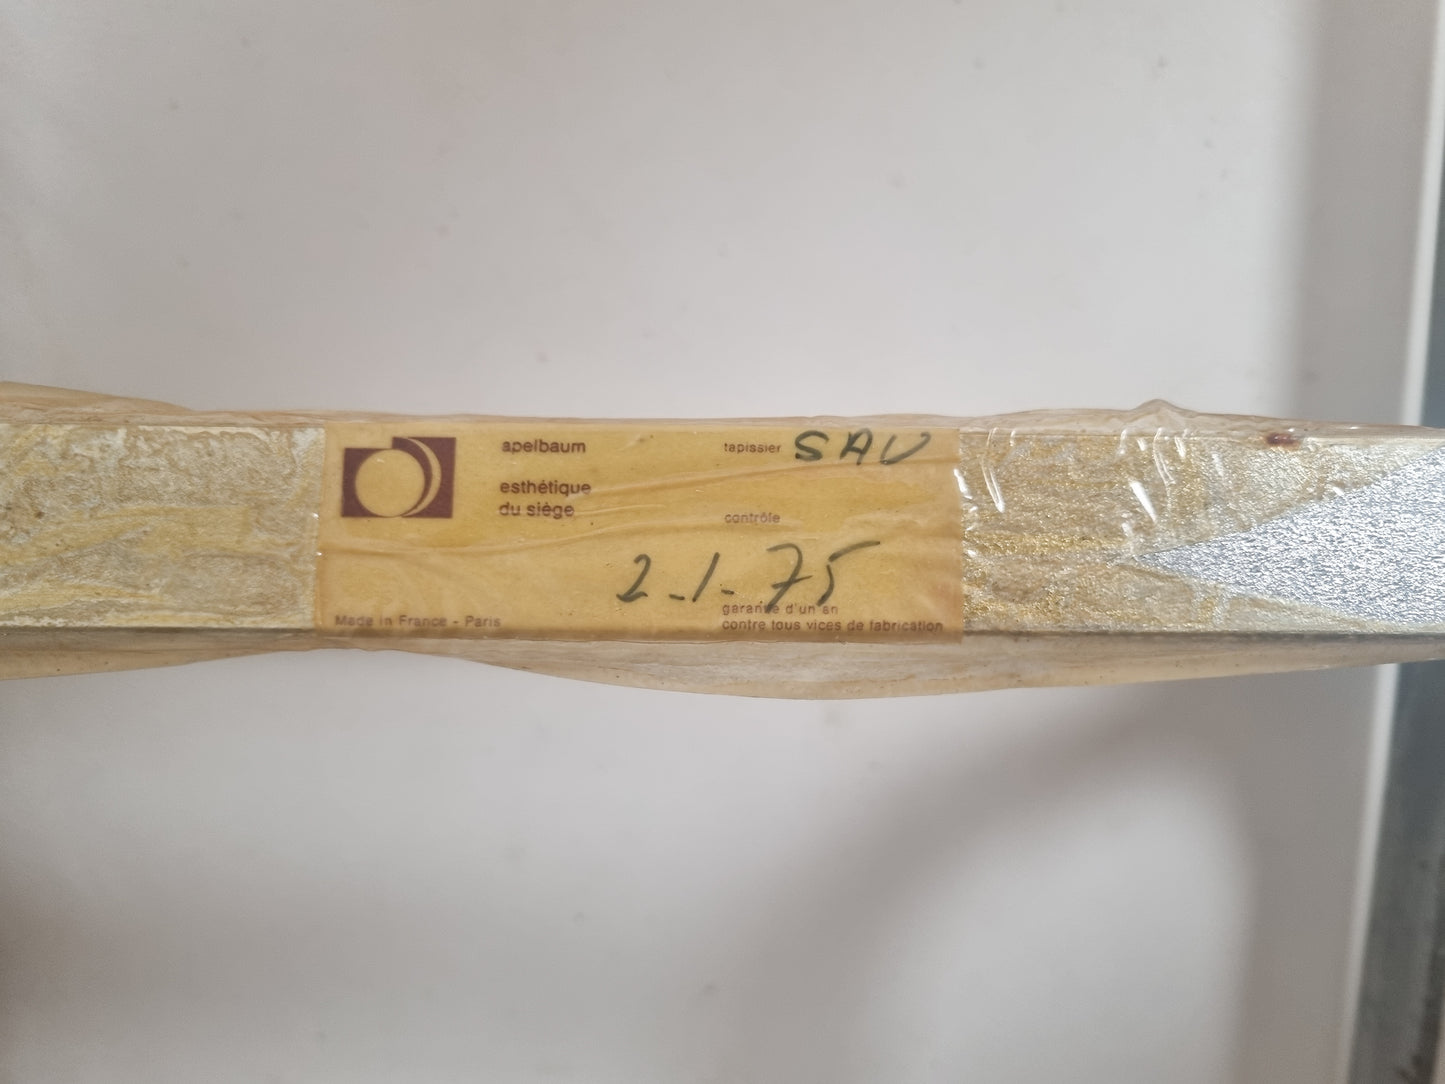 apelbaum
esthétique
du siège
Made in France - Paris
tapissier SAV
contrôle
2-1-75
garantie d'un an
contre tous vices de fabrication